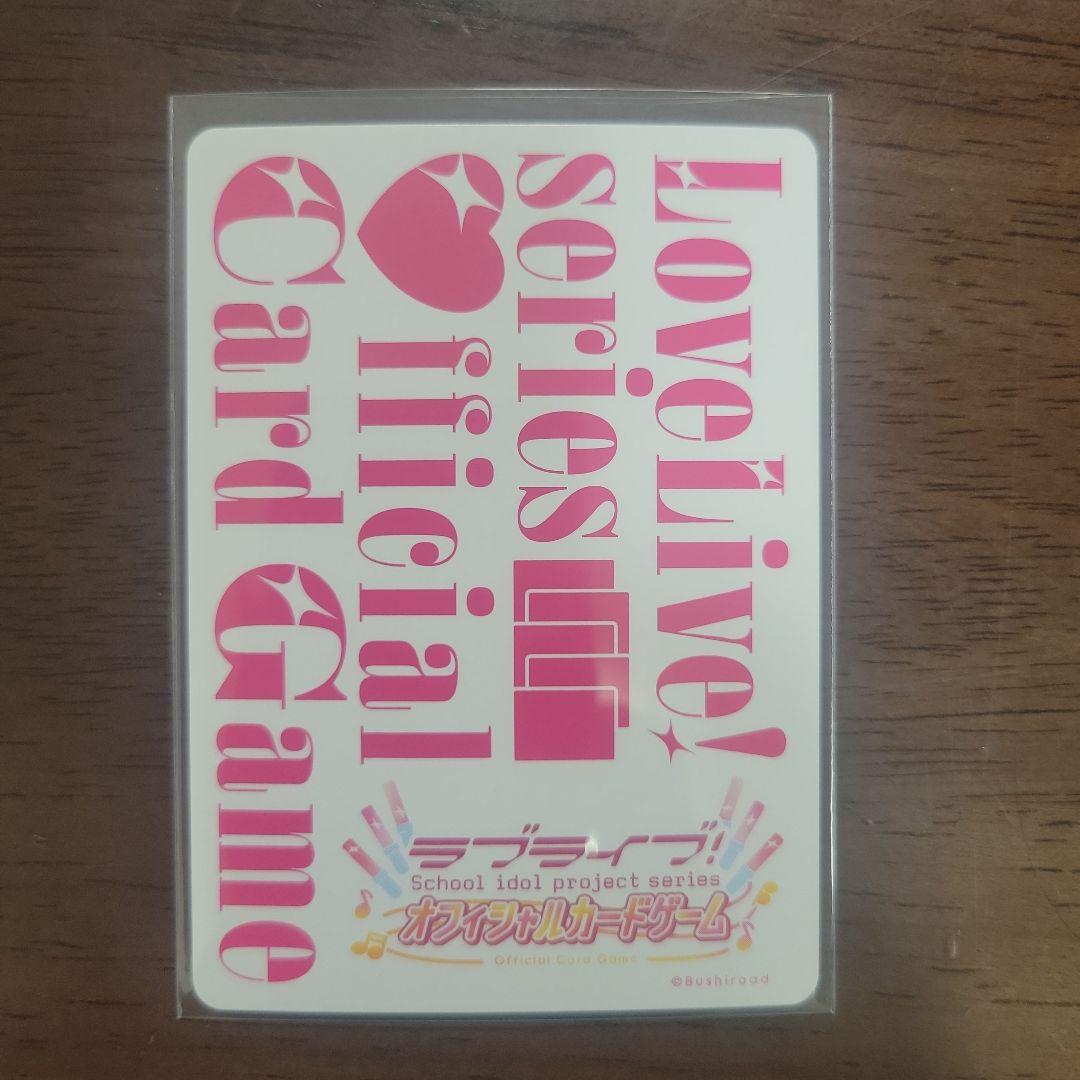 LoveLive!
series
♥fficial
Card Game
ラブライブ!
School idol project series
オフィシャルカードゲーム
Official Card Game
©Bushiroad